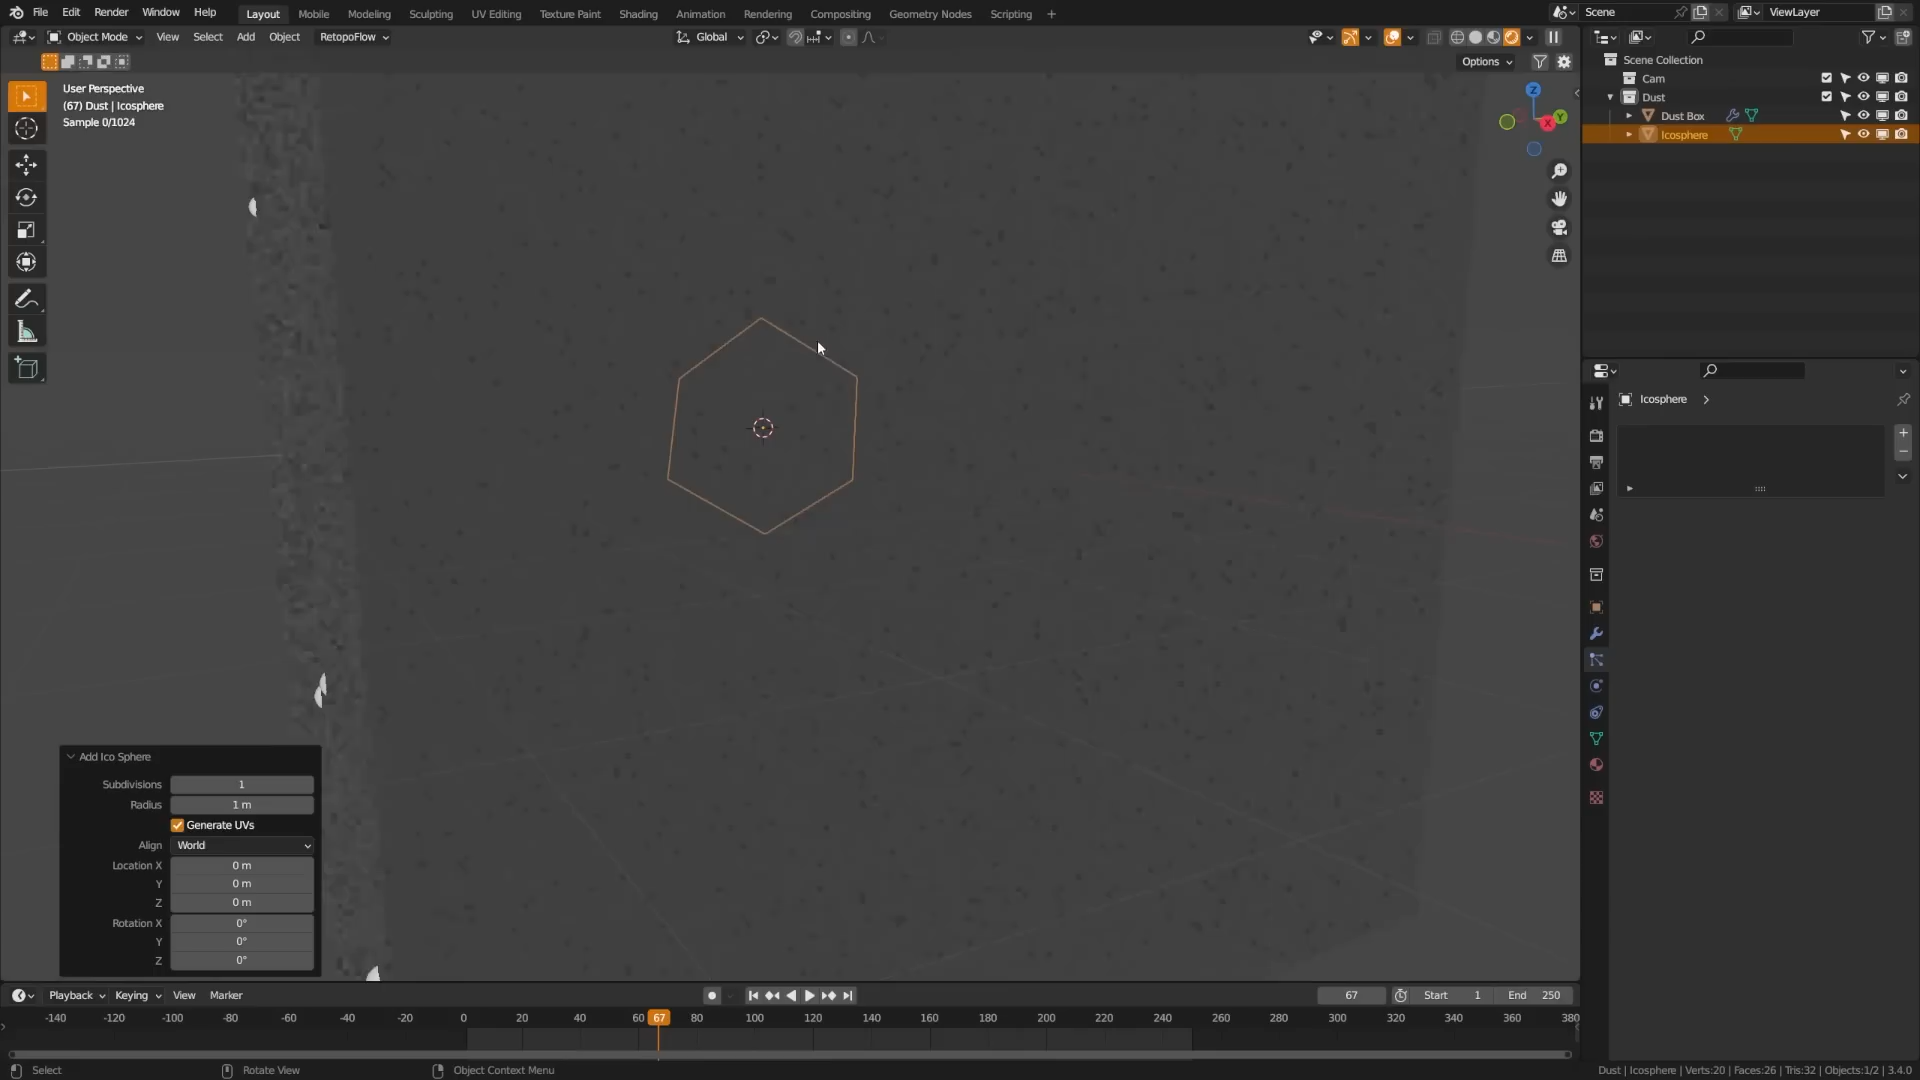 File Edit Render Window Help Layout Mobile Modeling Sculpting UV Editing Texture Paint Shading Animation Rendering Compositing Geometry Nodes Scripting + Scene ViewLayer
Object Mode View Select Add Object RetopoFlow Global
Options
User Perspective
(67) Dust | Icosphere
Sample 0/1024
Z
Y
X
Scene Collection
Cam
Dust
Dust Box
Icosphere
Icosphere
Add Ico Sphere
Subdivisions 1
Radius 1 m
Generate UVs
Align World
Location X 0 m
Y 0 m
Z 0 m
Rotation X 0°
Y 0°
Z 0°
Playback Keying View Marker 67 Start 1 End 250
-140 -120 -100 -80 -60 -40 -20 0 20 40 60 67 80 100 120 140 160 180 200 220 240 260 280 300 320 340 360 380
Select Rotate View Object Context Menu Dust | Icosphere | Verts:20 | Faces:26 | Tris:32 | Objects:1/2 | 3.4.0